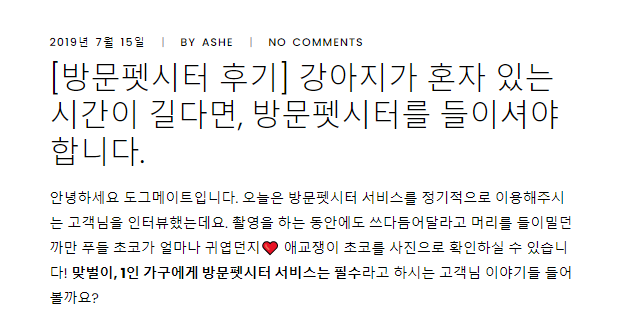 2019년 7월 15일 | BY ASHE | NO COMMENTS
[방문펫시터 후기] 강아지가 혼자 있는
시간이 길다면, 방문펫시터를 들이셔야
합니다.
안녕하세요 도그메이트입니다. 오늘은 방문펫시터 서비스를 정기적으로 이용해주시
는 고객님을 인터뷰했는데요. 촬영을 하는 동안에도 쓰다듬어달라고 머리를 들이밀던
까만 푸들 초코가 얼마나 귀엽던지❤️ 애교쟁이 초코를 사진으로 확인하실 수 있습니
다! 맞벌이, 1인 가구에게 방문펫시터 서비스는 필수라고 하시는 고객님 이야기들 들어
볼까요?